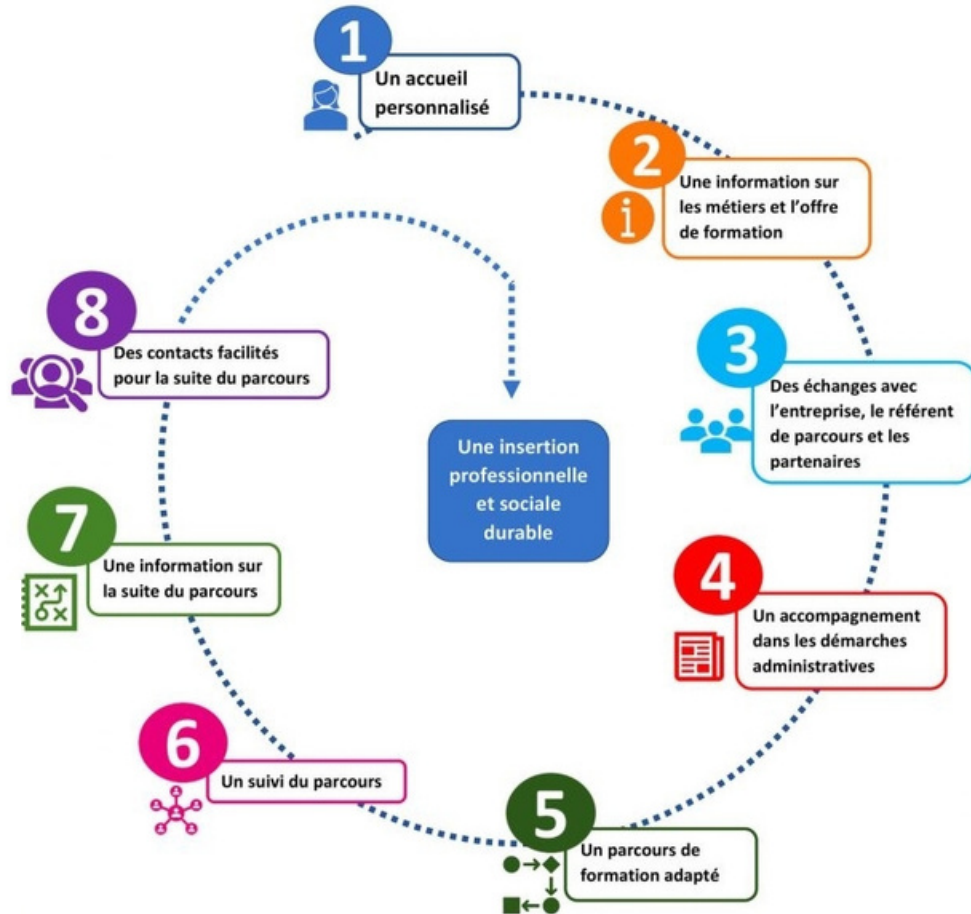 1
Un accueil
personnalisé
2
i
Une information sur
les métiers et l'offre
de formation
3
Des échanges avec
l'entreprise, le référent
de parcours et les
partenaires
4
Un accompagnement
dans les démarches
administratives
5
Un parcours de
formation adapté
6
Un suivi du parcours
7
Une information sur
la suite du parcours
8
Des contacts facilités
pour la suite du parcours
Une insertion
professionnelle
et sociale
durable